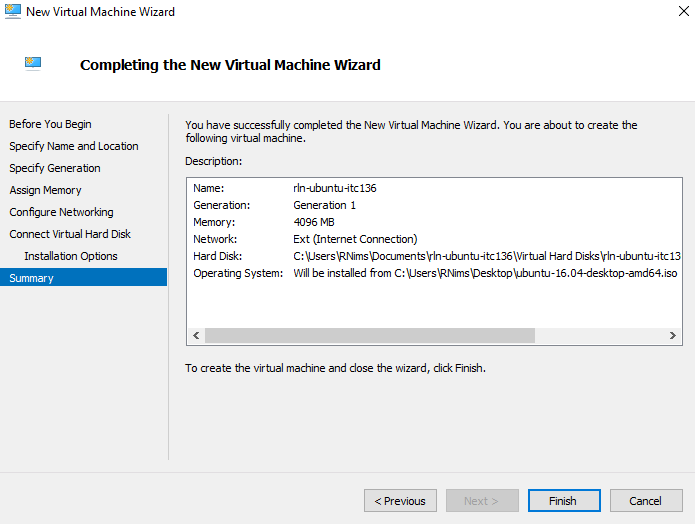 New Virtual Machine Wizard
Completing the New Virtual Machine Wizard
Before You Begin
Specify Name and Location
Specify Generation
Assign Memory
Configure Networking
Connect Virtual Hard Disk
Installation Options
Summary
You have successfully completed the New Virtual Machine Wizard. You are about to create the
following virtual machine.
Description:
Name: rln-ubuntu-itc136
Generation: Generation 1
Memory: 4096 MB
Network: Ext (Internet Connection)
Hard Disk: C:\Users\RNims\Documents\rln-ubuntu-itc136\Virtual Hard Disks\rln-ubuntu-itc13
Operating System: Will be installed from C:\Users\RNims\Desktop\ubuntu-16.04-desktop-amd64.iso
To create the virtual machine and close the wizard, click Finish.
< Previous Next > Finish Cancel